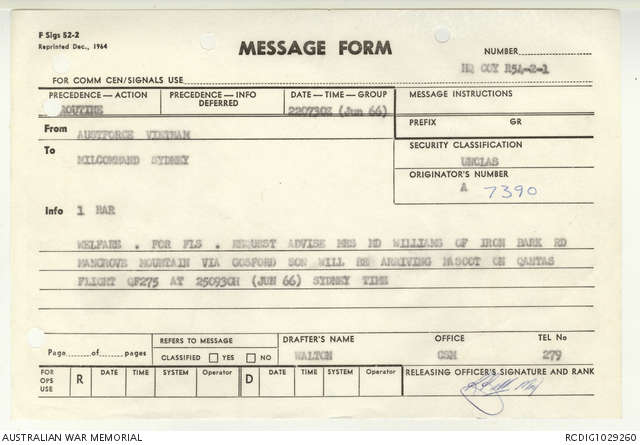 F Sigs 52-2
Reprinted Dec., 1964
MESSAGE FORM
NUMBER
HQ COY R54-2-1
FOR COMM CEN/SIGNALS USE
PRECEDENCE — ACTION
ROUTINE
PRECEDENCE — INFO
DEFERRED
DATE — TIME — GROUP
220730Z (Jun 66)
MESSAGE INSTRUCTIONS
PREFIX GR
From AUSTFORCE VIETNAM
To MILCOMMAND SYDNEY
SECURITY CLASSIFICATION
UNCLAS
ORIGINATOR'S NUMBER
A 7390
Info 1 RAR
WELFARE . FOR FLS . REQUEST ADVISE MRS MD WILLIAMS OF IRON BARK RD
MANGROVE MOUNTAIN VIA GOSFORD SON WILL BE ARRIVING MASCOT ON QANTAS
FLIGHT QF275 AT 250930H (JUN 66) SYDNEY TIME
Page of pages
REFERS TO MESSAGE
CLASSIFIED YES NO
DRAFTER'S NAME
WALTON
OFFICE
GSM
TEL No
279
FOR OPS USE
R DATE TIME SYSTEM Operator D DATE TIME SYSTEM Operator
RELEASING OFFICER'S SIGNATURE AND RANK
AUSTRALIAN WAR MEMORIAL
RCDIG1029260